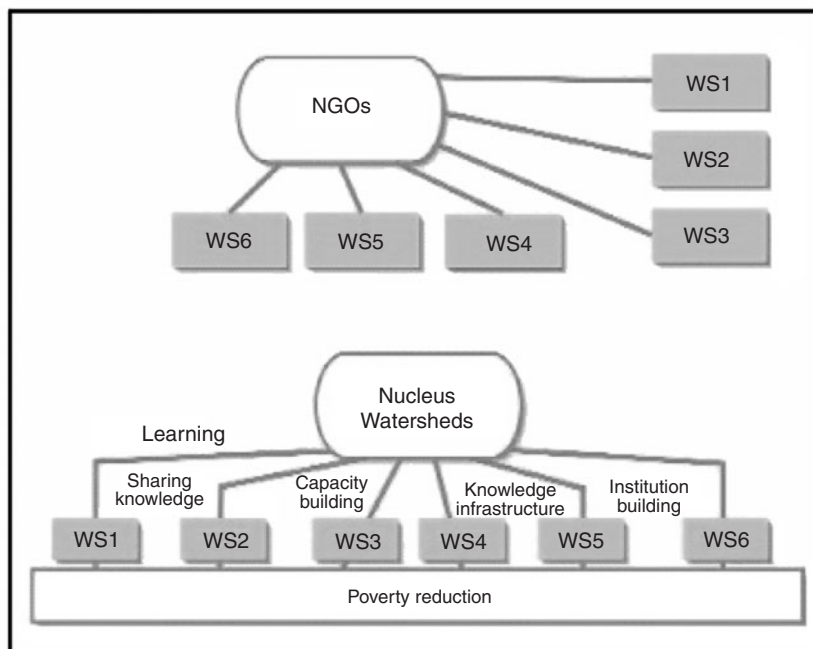 NGOs
WS1
WS2
WS3
WS6
WS5
WS4
Nucleus
Watersheds
Learning
Sharing
knowledge
Capacity
building
Knowledge
infrastructure
Institution
building
WS1
WS2
WS3
WS4
WS5
WS6
Poverty reduction